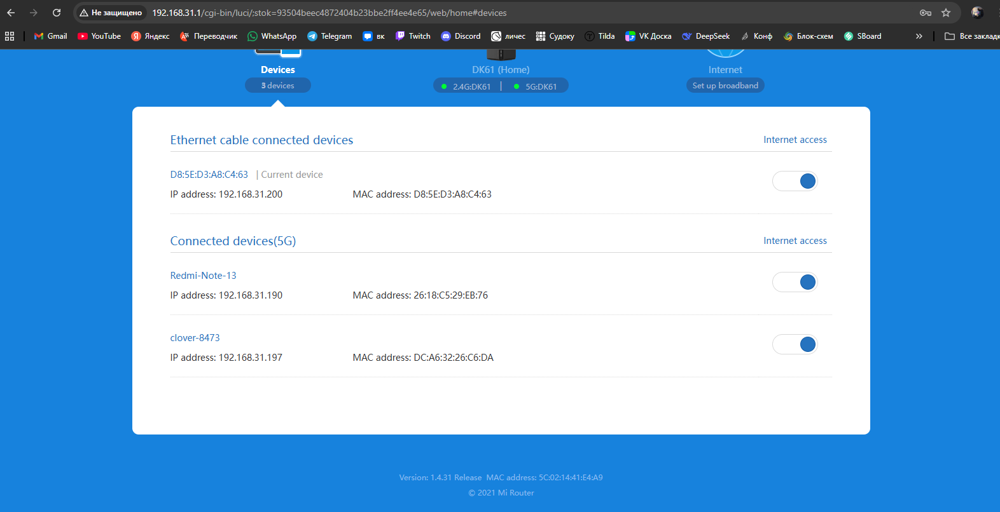 Не защищено 192.168.31.1/cgi-bin/luci/;stok=93504beec4872404b23bbe2ff4ee4e65/web/home#devices
Gmail YouTube Яндекс Переводчик WhatsApp Telegram вк Twitch Discord личес Судоку Tilda VK Доска DeepSeek Конф Блок-схем SBoard » Все заклад
Devices DK61 (Home) Internet
3 devices 2.4G:DK61 | 5G:DK61 Set up broadband
Ethernet cable connected devices Internet access
D8:5E:D3:A8:C4:63 | Current device
IP address: 192.168.31.200 MAC address: D8:5E:D3:A8:C4:63
Connected devices(5G) Internet access
Redmi-Note-13
IP address: 192.168.31.190 MAC address: 26:18:C5:29:EB:76
clover-8473
IP address: 192.168.31.197 MAC address: DC:A6:32:26:C6:DA
Version: 1.4.31 Release MAC address: 5C:02:14:41:E4:A9
© 2021 Mi Router